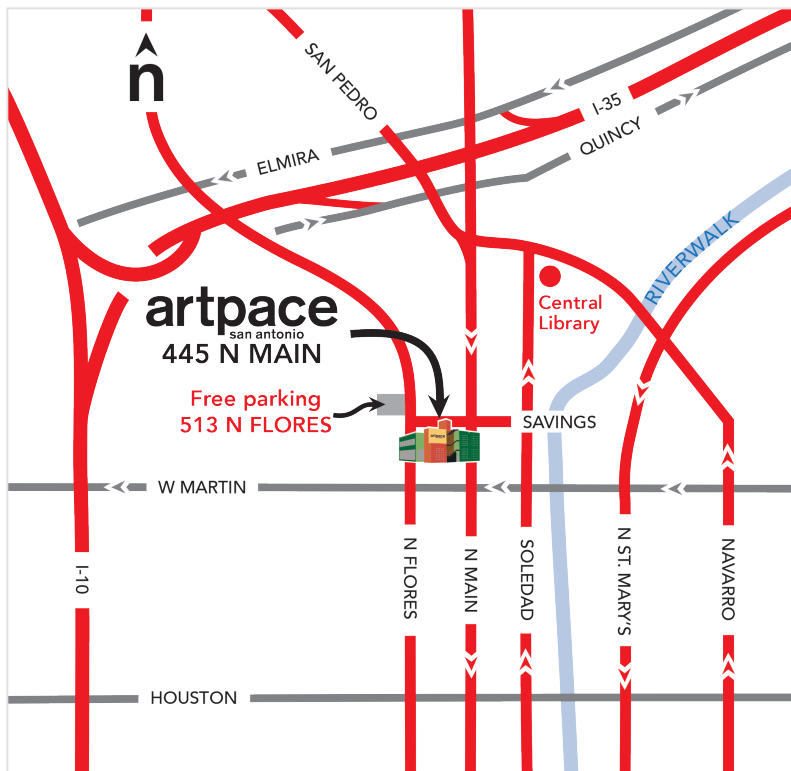 n
SAN PEDRO
I-35
ELMIRA
QUINCY
RIVERWALK
artpace
san antonio
445 N MAIN
Central
Library
Free parking
513 N FLORES
SAVINGS
artpace
W MARTIN
I-10
N FLORES
N MAIN
SOLEDAD
N ST. MARY'S
NAVARRO
HOUSTON